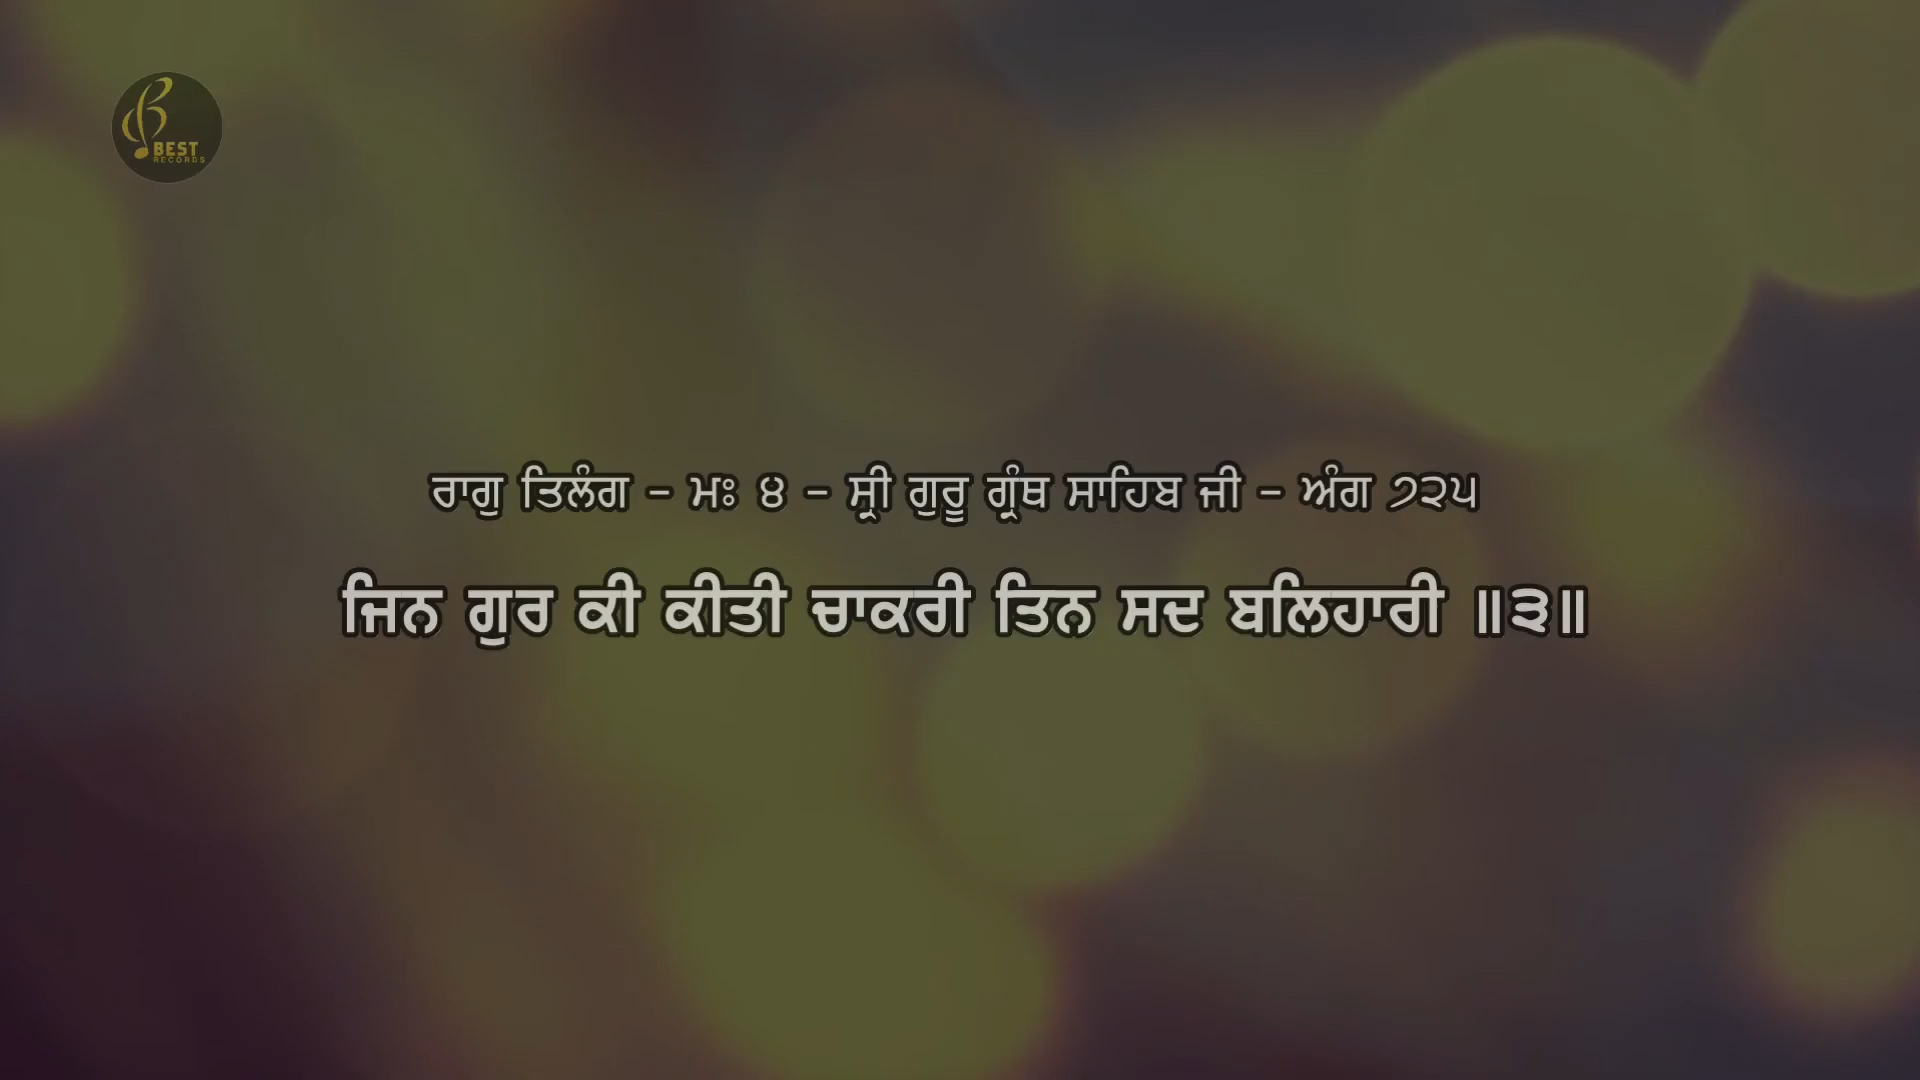 BEST
RECORDS
ਰਾਗੁ ਤਿਲੰਗ – ਮਃ ੪ – ਸ੍ਰੀ ਗੁਰੂ ਗ੍ਰੰਥ ਸਾਹਿਬ ਜੀ – ਅੰਗ ੭੨੫
ਜਿਨ ਗੁਰ ਕੀ ਕੀਤੀ ਚਾਕਰੀ ਤਿਨ ਸਦ ਬਲਿਹਾਰੀ ॥੩॥